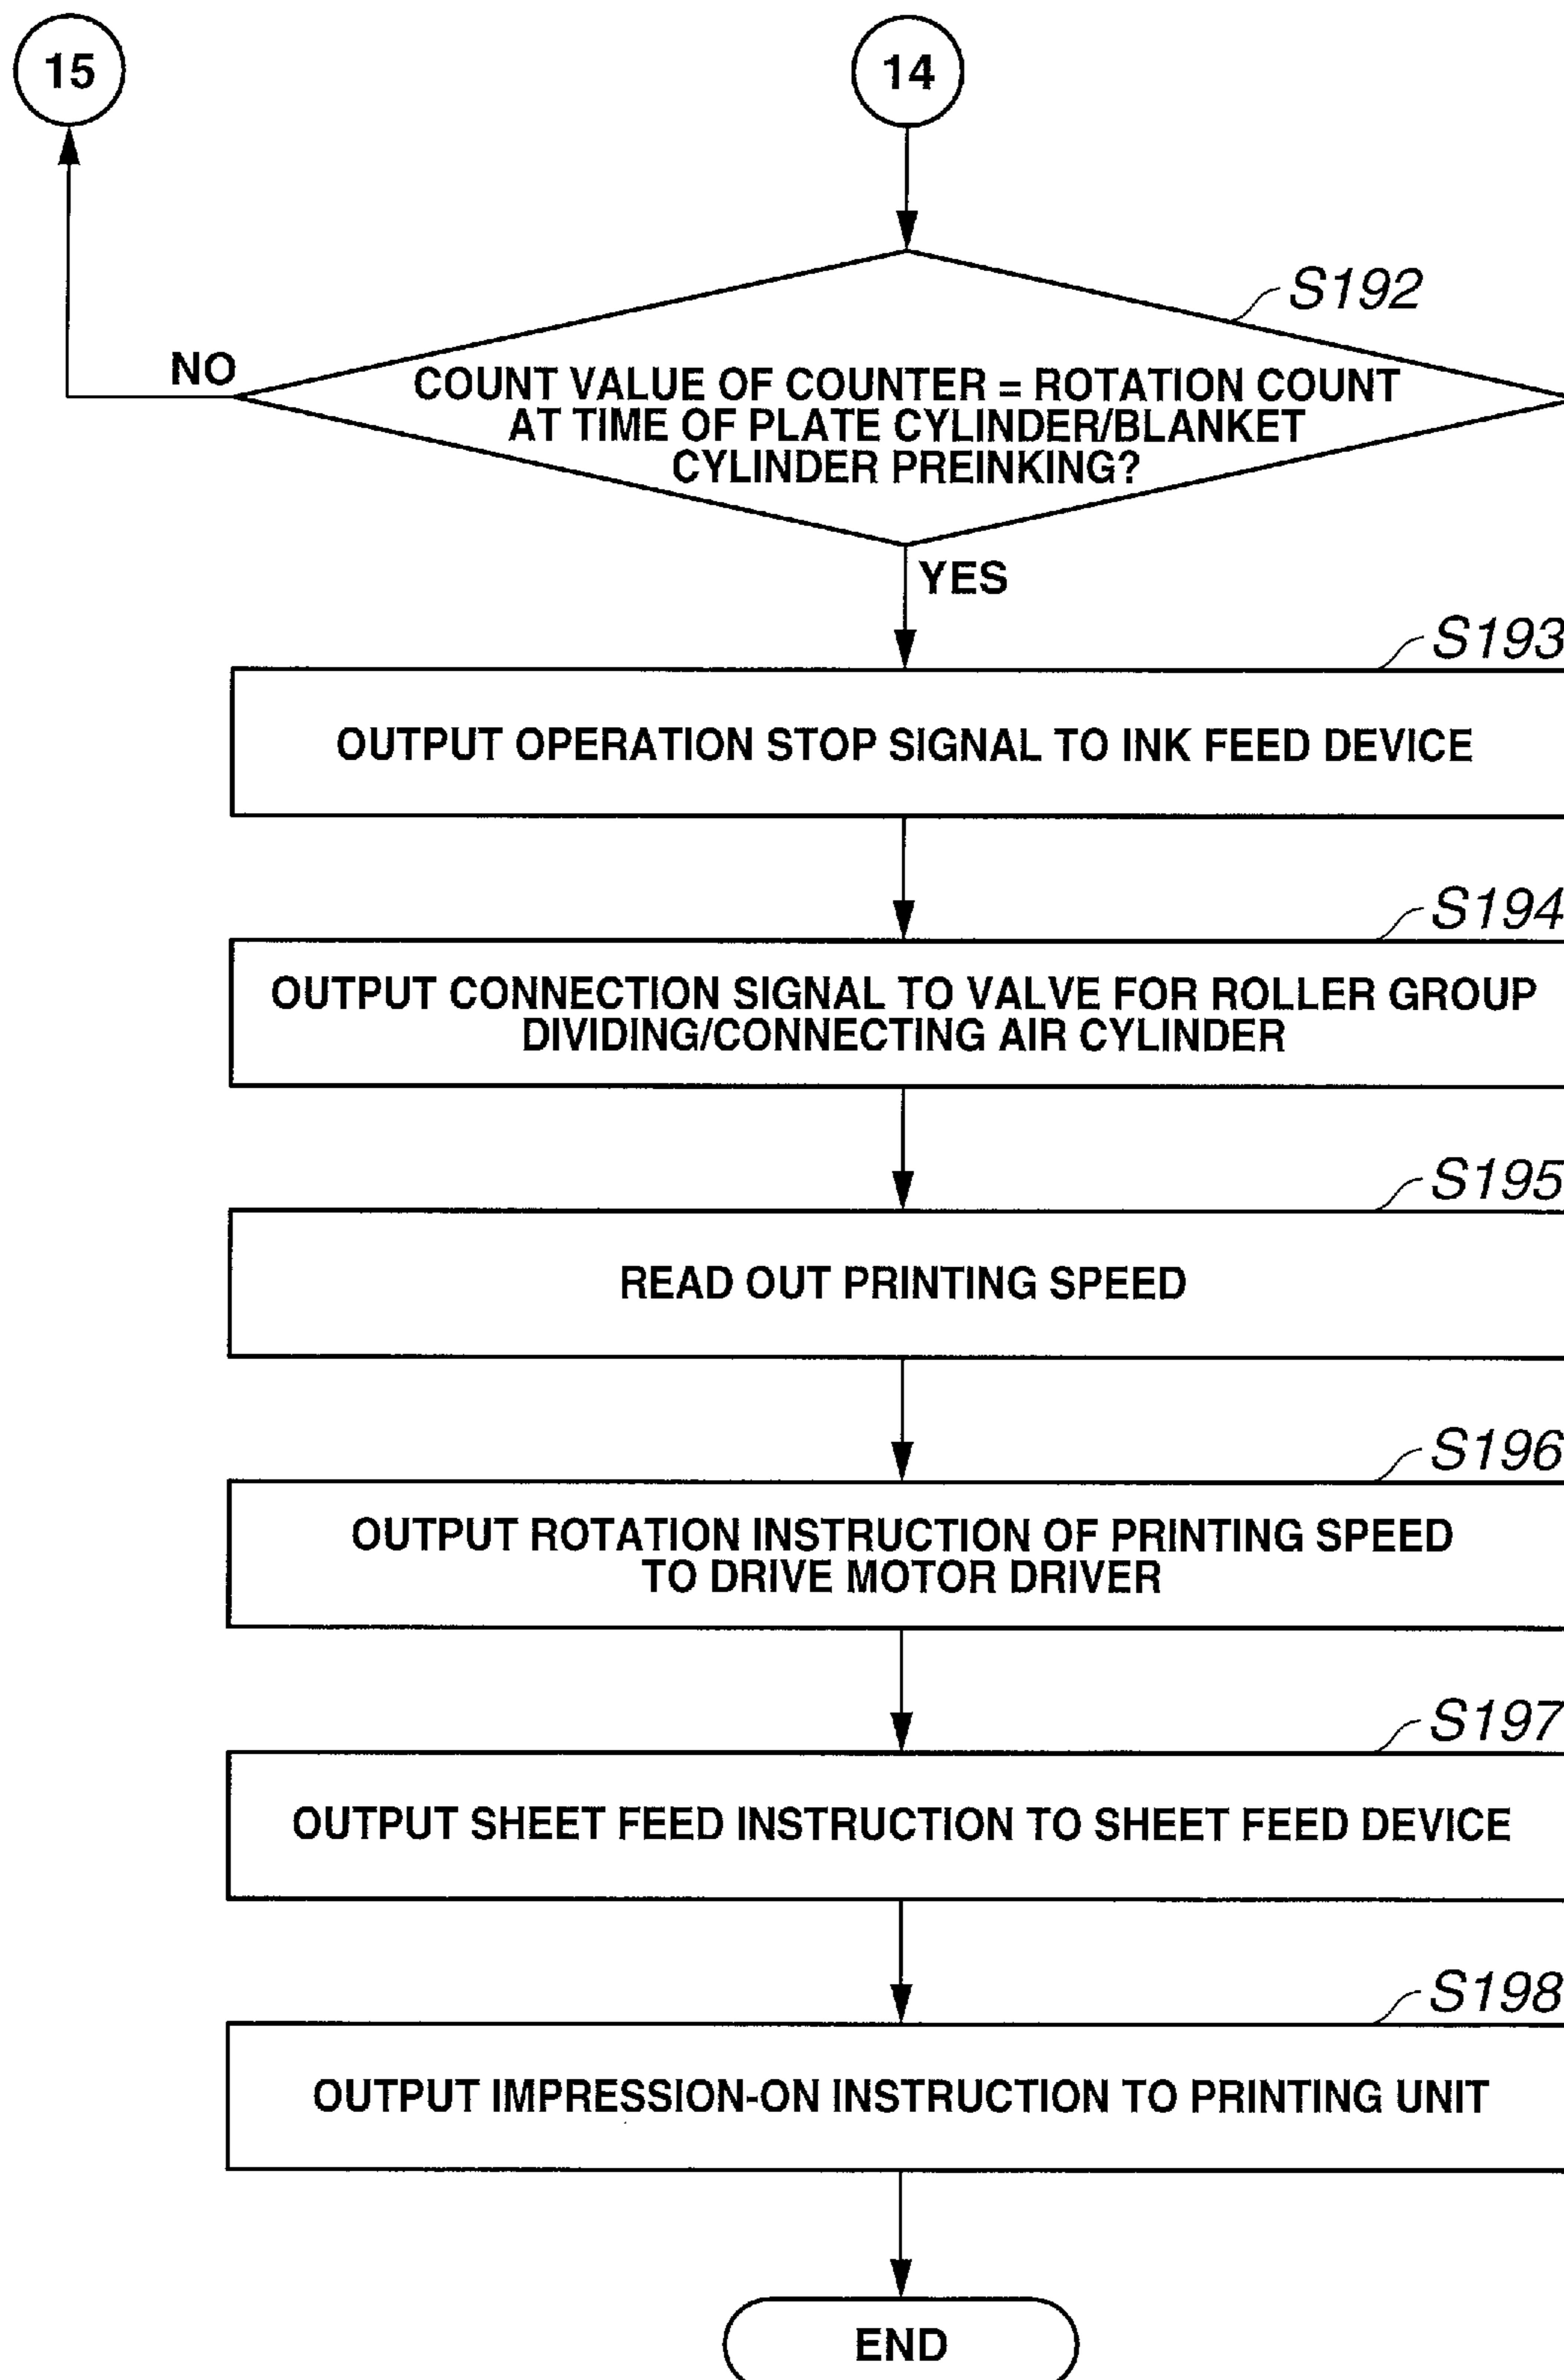 15
14
S192
NO
COUNT VALUE OF COUNTER = ROTATION COUNT
AT TIME OF PLATE CYLINDER/BLANKET
CYLINDER PREINKING?
YES
S193
OUTPUT OPERATION STOP SIGNAL TO INK FEED DEVICE
S194
OUTPUT CONNECTION SIGNAL TO VALVE FOR ROLLER GROUP
DIVIDING/CONNECTING AIR CYLINDER
S195
READ OUT PRINTING SPEED
S196
OUTPUT ROTATION INSTRUCTION OF PRINTING SPEED
TO DRIVE MOTOR DRIVER
S197
OUTPUT SHEET FEED INSTRUCTION TO SHEET FEED DEVICE
S198
OUTPUT IMPRESSION-ON INSTRUCTION TO PRINTING UNIT
END